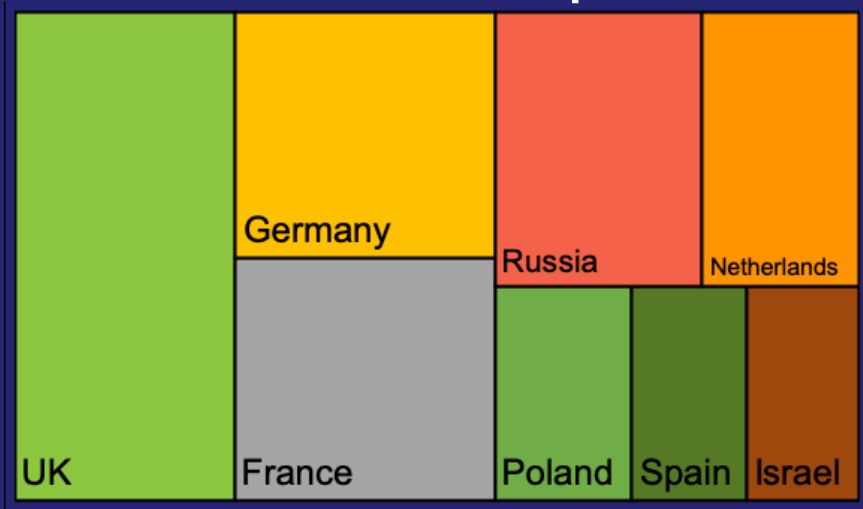 UK
Germany
France
Russia
Netherlands
Poland
Spain
Israel